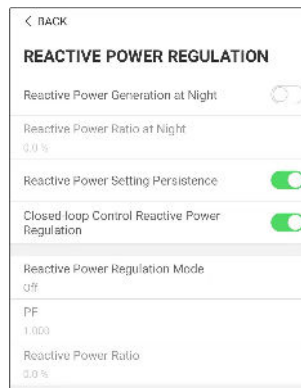 < BACK
REACTIVE POWER REGULATION
Reactive Power Generation at Night
Reactive Power Ratio at Night
0.0 %
Reactive Power Setting Persistence
Closed-loop Control Reactive Power
Regulation
Reactive Power Regulation Mode
Off
PF
1.000
Reactive Power Ratio
0.0 %